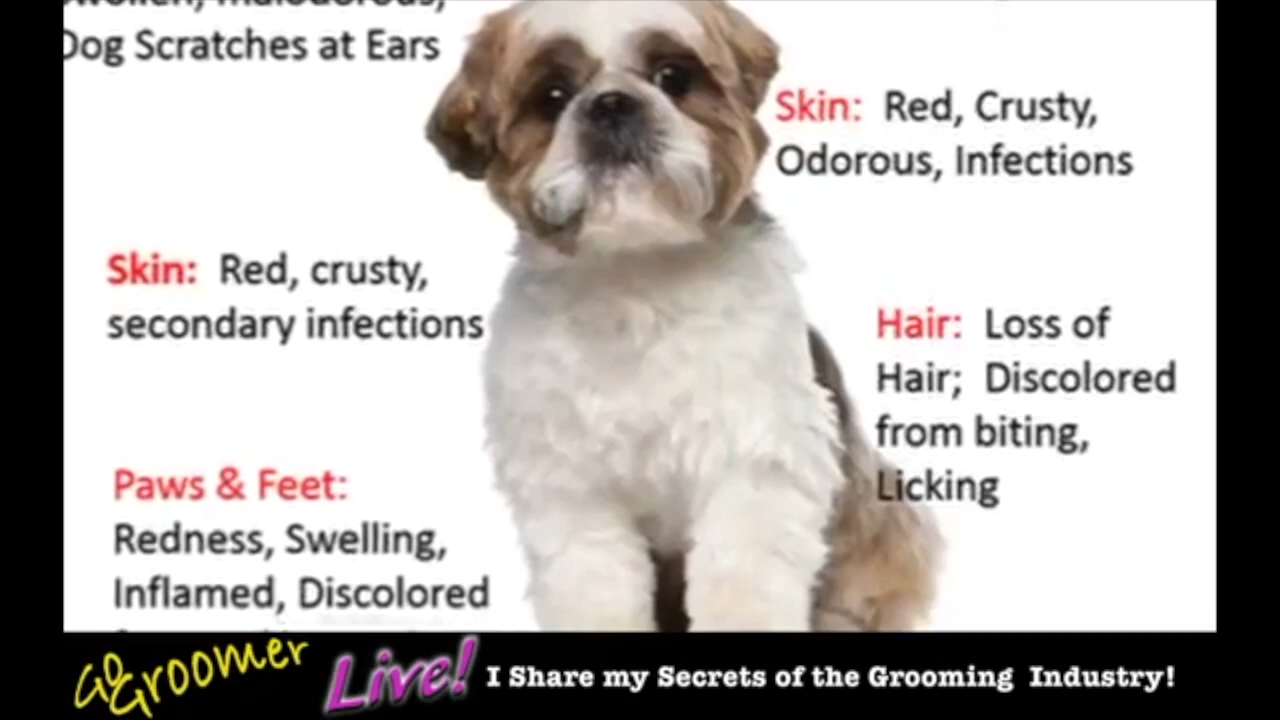 Dog Scratches at Ears
Skin: Red, Crusty,
Odorous, Infections
Skin: Red, crusty,
secondary infections
Hair: Loss of
Hair; Discolored
from biting,
Licking
Paws & Feet:
Redness, Swelling,
Inflamed, Discolored
GoGroomer Live! I Share my Secrets of the Grooming Industry!